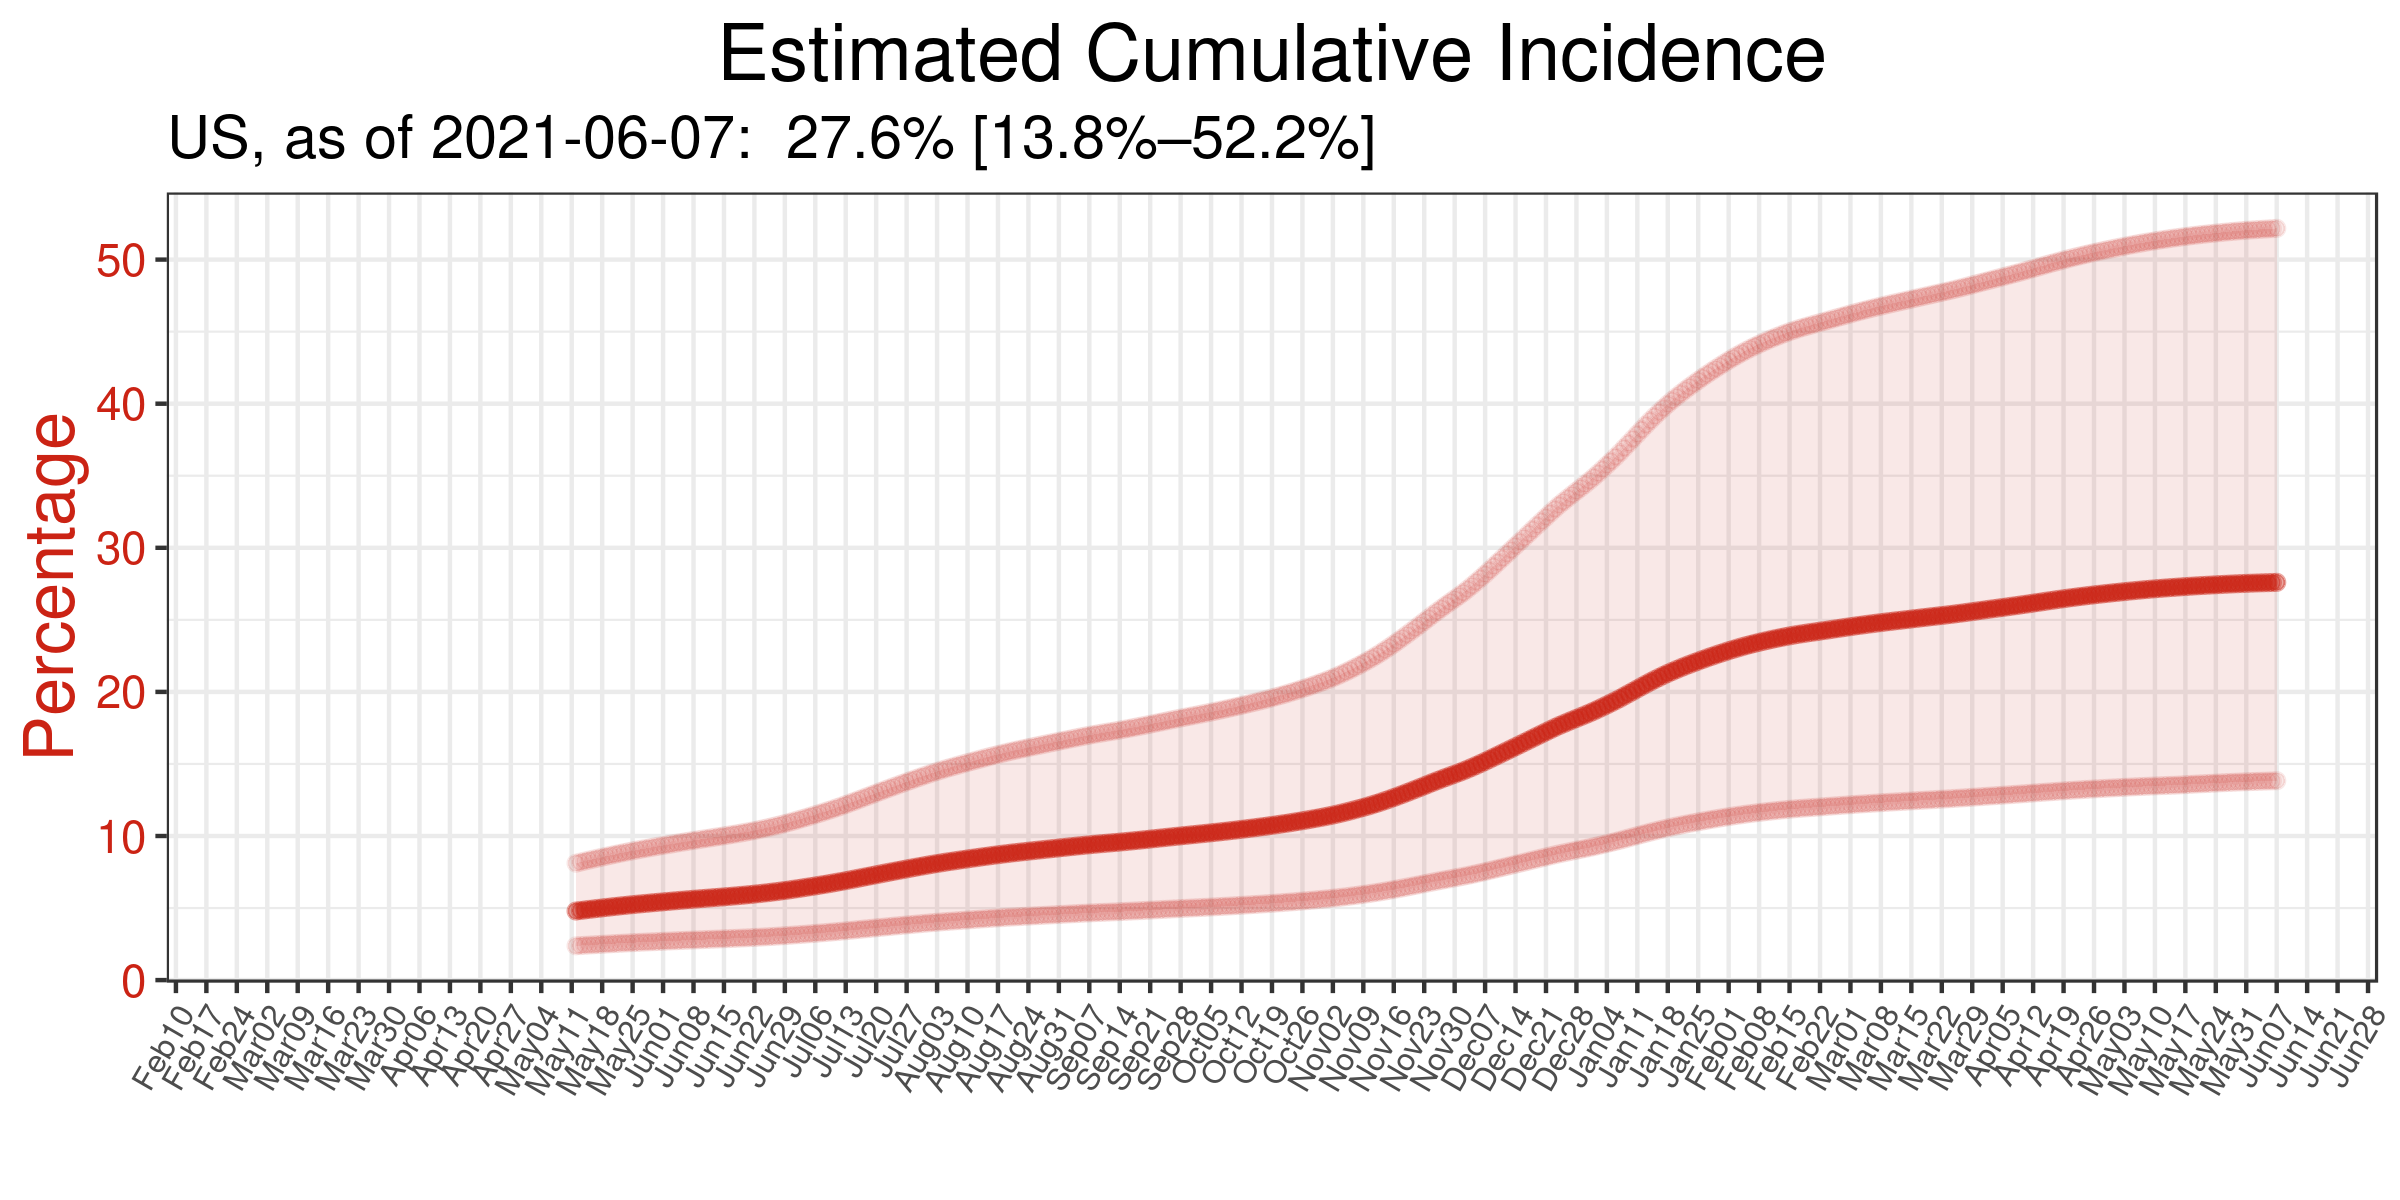 Estimated Cumulative Incidence
US, as of 2021-06-07: 27.6% [13.8%–52.2%]
Percentage
50
40
30
20
10
0
Feb10 Feb17 Feb24 Mar02 Mar09 Mar16 Mar23 Mar30 Apr06 Apr13 Apr20 Apr27 May04 May11 May18 May25 Jun01 Jun08 Jun15 Jun22 Jun29 Jul06 Jul13 Jul20 Jul27 Aug03 Aug10 Aug17 Aug24 Aug31 Sep07 Sep14 Sep21 Sep28 Oct05 Oct12 Oct19 Oct26 Nov02 Nov09 Nov16 Nov23 Nov30 Dec07 Dec14 Dec21 Dec28 Jan04 Jan11 Jan18 Jan25 Feb01 Feb08 Feb15 Feb22 Mar01 Mar08 Mar15 Mar22 Mar29 Apr05 Apr12 Apr19 Apr26 May03 May10 May17 May24 May31 Jun07 Jun14 Jun21 Jun28